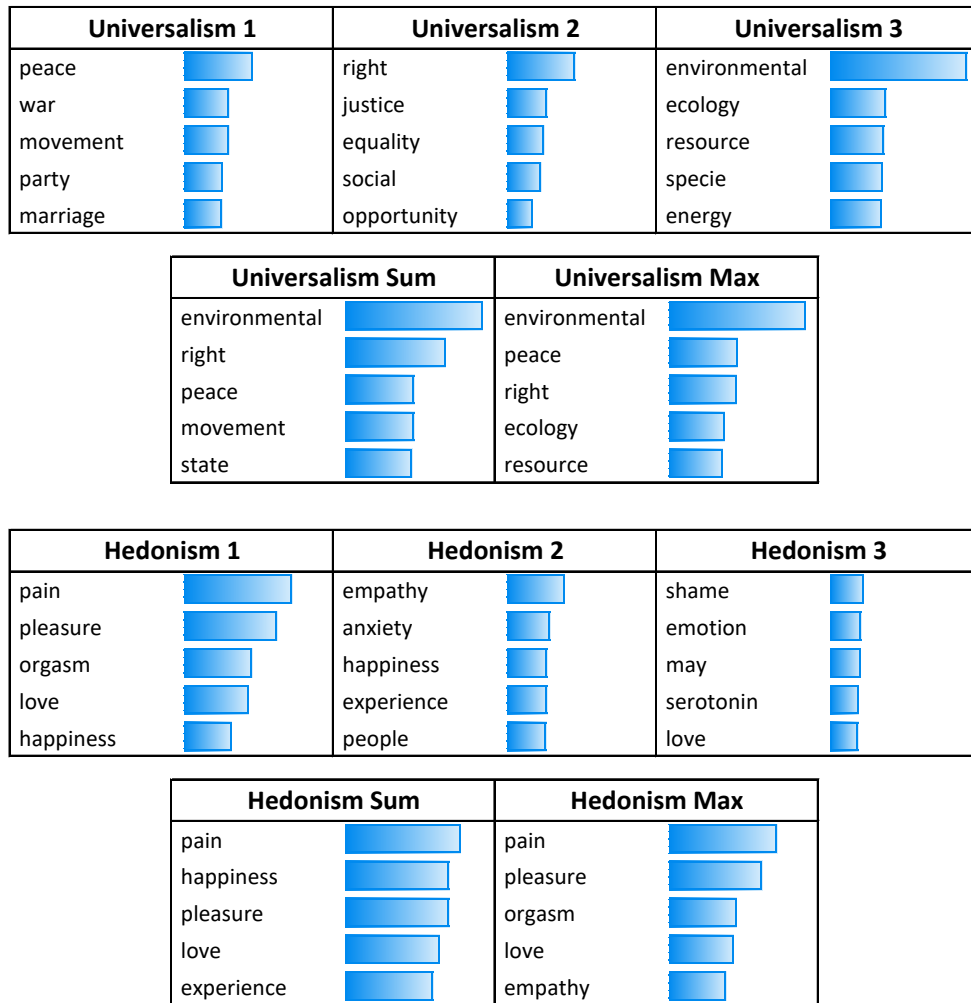 Universalism 1 Universalism 2 Universalism 3
peace right environmental
war justice ecology
movement equality resource
party social specie
marriage opportunity energy
Universalism Sum Universalism Max
environmental environmental
right peace
peace right
movement ecology
state resource
Hedonism 1 Hedonism 2 Hedonism 3
pain empathy shame
pleasure anxiety emotion
orgasm happiness may
love experience serotonin
happiness people love
Hedonism Sum Hedonism Max
pain pain
happiness pleasure
pleasure orgasm
love love
experience empathy